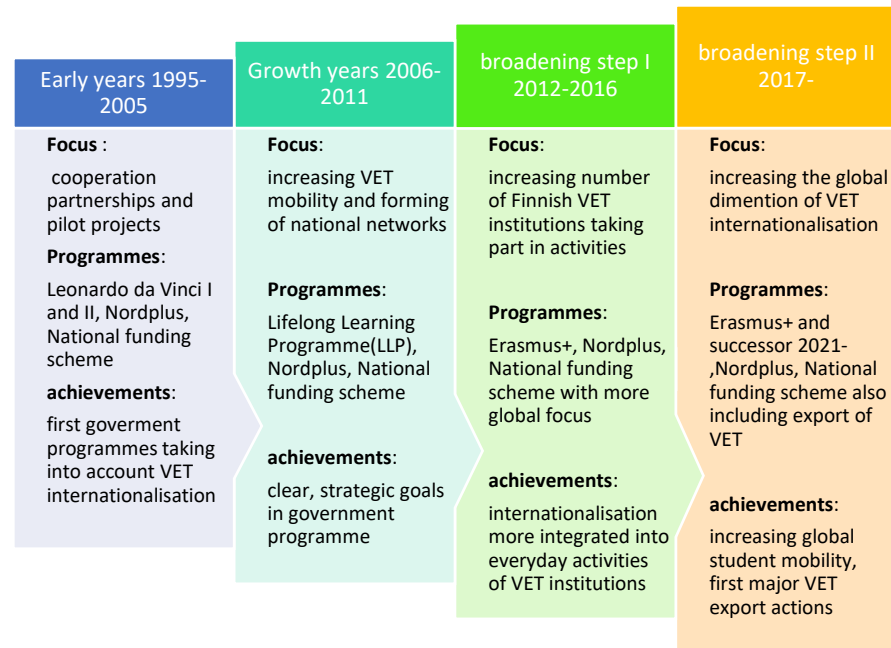 Early years 1995-
2005
Focus :
cooperation
partnerships and
pilot projects
Programmes:
Leonardo da Vinci I
and II, Nordplus,
National funding
scheme
achievements:
first goverment
programmes taking
into account VET
internationalisation
Growth years 2006-
2011
Focus:
increasing VET
mobility and forming
of national networks
Programmes:
Lifelong Learning
Programme(LLP),
Nordplus, National
funding scheme
achievements:
clear, strategic goals
in government
programme
broadening step I
2012-2016
Focus:
increasing number
of Finnish VET
institutions taking
part in activities
Programmes:
Erasmus+, Nordplus,
National funding
scheme with more
global focus
achievements:
internationalisation
more integrated into
everyday activities
of VET institutions
broadening step II
2017-
Focus:
increasing the global
dimention of VET
internationalisation
Programmes:
Erasmus+ and
successor 2021-
,Nordplus, National
funding scheme also
including export of
VET
achievements:
increasing global
student mobility,
first major VET
export actions